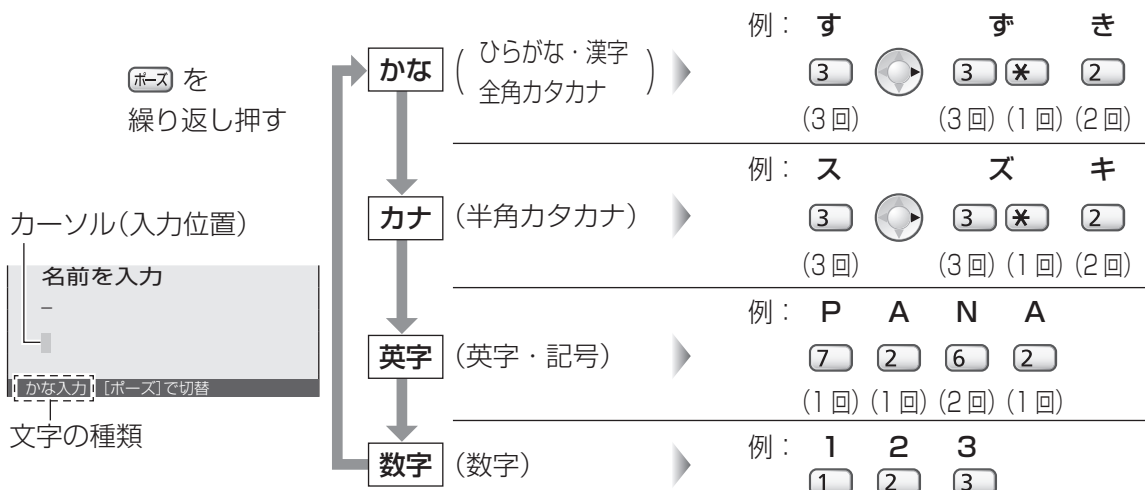 ポーズ を
繰り返し押す
カーソル(入力位置)
名前を入力
_
かな入力 [ポーズ]で切替
文字の種類
かな (ひらがな・漢字
全角カタカナ)
例: す ず き
3 3 * 2
(3回) (3回) (1回) (2回)
カナ (半角カタカナ)
例: ス ズ キ
3 3 * 2
(3回) (3回) (1回) (2回)
英字 (英字・記号)
例: P A N A
7 2 6 2
(1回) (1回) (2回) (1回)
数字 (数字)
例: 1 2 3
1 2 3